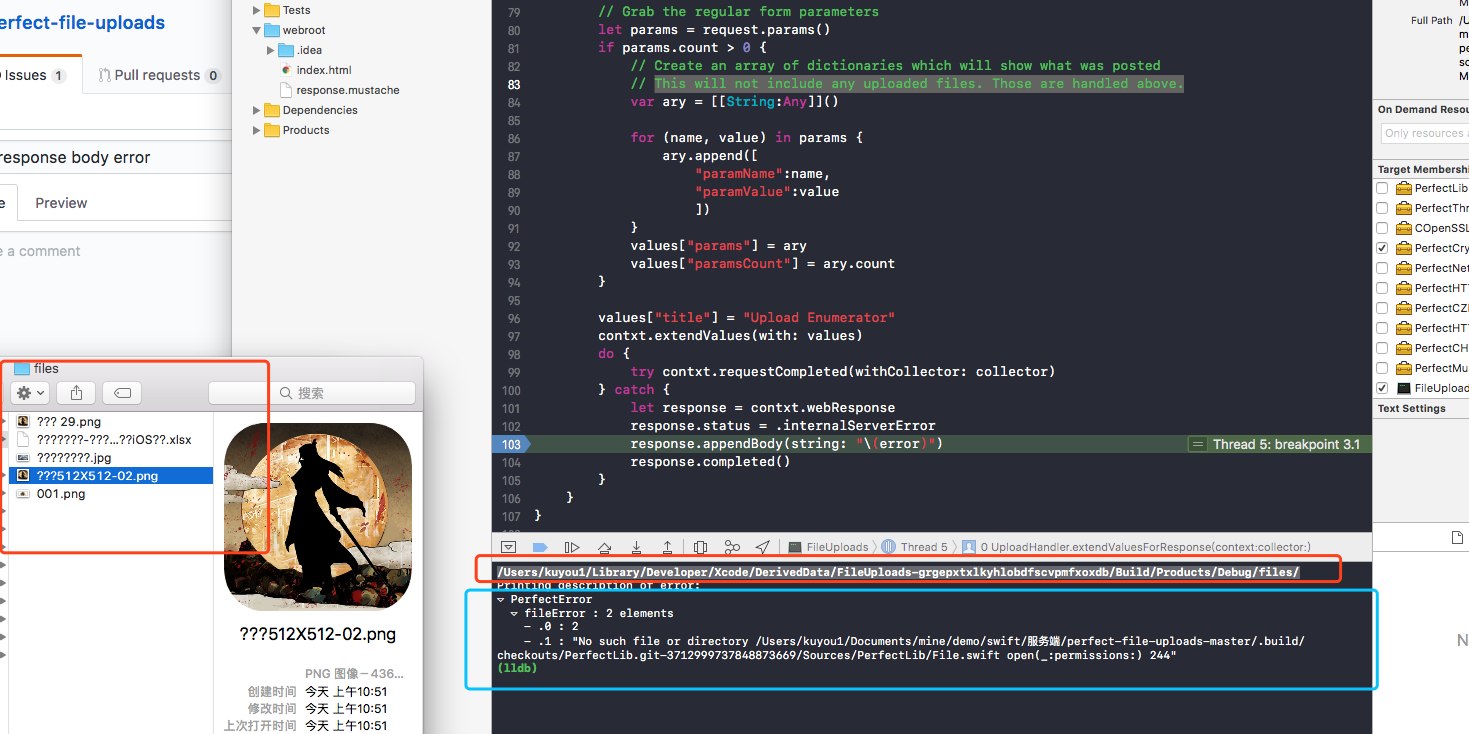 erfect-file-uploads
Issues 1
Pull requests 0
response body error
Preview
e a comment
Tests
webroot
.idea
index.html
response.mustache
Dependencies
Products
79 // Grab the regular form parameters
80 let params = request.params()
81 if params.count > 0 {
82 // Create an array of dictionaries which will show what was posted
83 // This will not include any uploaded files. Those are handled above.
84 var ary = [[String:Any]]()
85
86 for (name, value) in params {
87 ary.append([
88 "paramName":name,
89 "paramValue":value
90 ])
91 }
92 values["params"] = ary
93 values["paramsCount"] = ary.count
94 }
95
96 values["title"] = "Upload Enumerator"
97 contxt.extendValues(with: values)
98 do {
99 try contxt.requestCompleted(withCollector: collector)
100 } catch {
101 let response = contxt.webResponse
102 response.status = .internalServerError
103 response.appendBody(string: "\(error)") Thread 5: breakpoint 3.1
104 response.completed()
105 }
106 }
107 }
FileUploads Thread 5 0 UploadHandler.extendValuesForResponse(context:collector:)
/Users/kuyou1/Library/Developer/Xcode/DerivedData/FileUploads-grgepxtxlkyhlobdfscvpmfxoxdb/Build/Products/Debug/files/
Printing description of error:
PerfectError
fileError : 2 elements
- .0 : 2
- .1 : "No such file or directory /Users/kuyou1/Documents/mine/demo/swift/服务端/perfect-file-uploads-master/.build/
checkouts/PerfectLib.git-3712999737848873669/Sources/PerfectLib/File.swift open(_:permissions:) 244"
(lldb)
files
搜索
??? 29.png
???????-???...??iOS??.xlsx
????????.jpg
???512X512-02.png
001.png
???512X512-02.png
PNG 图像－436...
创建时间 今天 上午10:51
修改时间 今天 上午10:51
上次打开时间 今天 上午10:51
Full Path /U
On Demand Resou
Only resources a
Target Membershi
PerfectLib
PerfectThr
COpenSSL
PerfectCry
PerfectNet
PerfectHTT
PerfectCZl
PerfectHTT
PerfectCH
PerfectMu
FileUpload
Text Settings
N